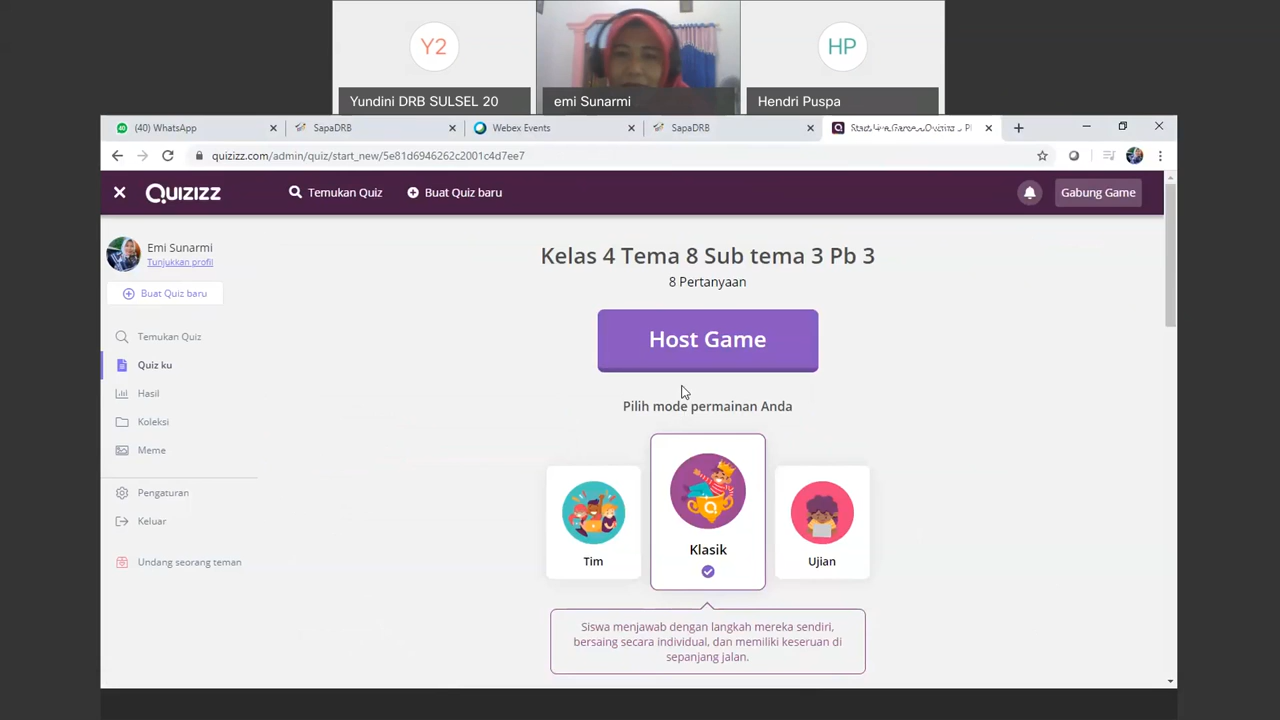 Y2
HP
Yundini DRB SULSEL 20
emi Sunarmi
Hendri Puspa
(40) WhatsApp
SapaDRB
Webex Events
SapaDRB
quizizz.com/admin/quiz/start_new/5e81d6946262c2001c4d7ee7
QUIZIZZ
Temukan Quiz
Buat Quiz baru
Gabung Game
Emi Sunarmi
Tunjukkan profil
Buat Quiz baru
Temukan Quiz
Quiz ku
Hasil
Koleksi
Meme
Pengaturan
Keluar
Undang seorang teman
Kelas 4 Tema 8 Sub tema 3 Pb 3
8 Pertanyaan
Host Game
Pilih mode permainan Anda
Tim
Klasik
Ujian
Siswa menjawab dengan langkah mereka sendiri,
bersaing secara individual, dan memiliki keseruan di
sepanjang jalan.